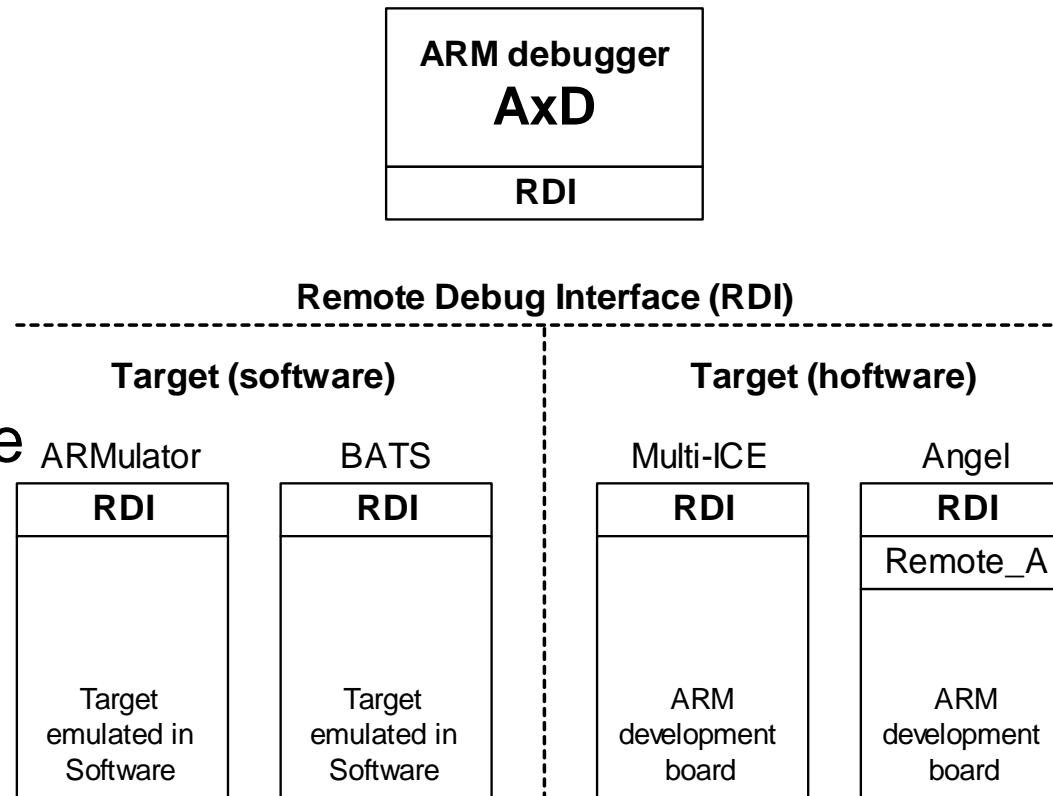 ARM debugger
AxD
RDI
Remote Debug Interface (RDI)
Target (software)
Target (hoftware)
e
ARMulator
BATS
Multi-ICE
Angel
RDI
RDI
RDI
RDI
Remote_A
Target
emulated in
Software
Target
emulated in
Software
ARM
development
board
ARM
development
board